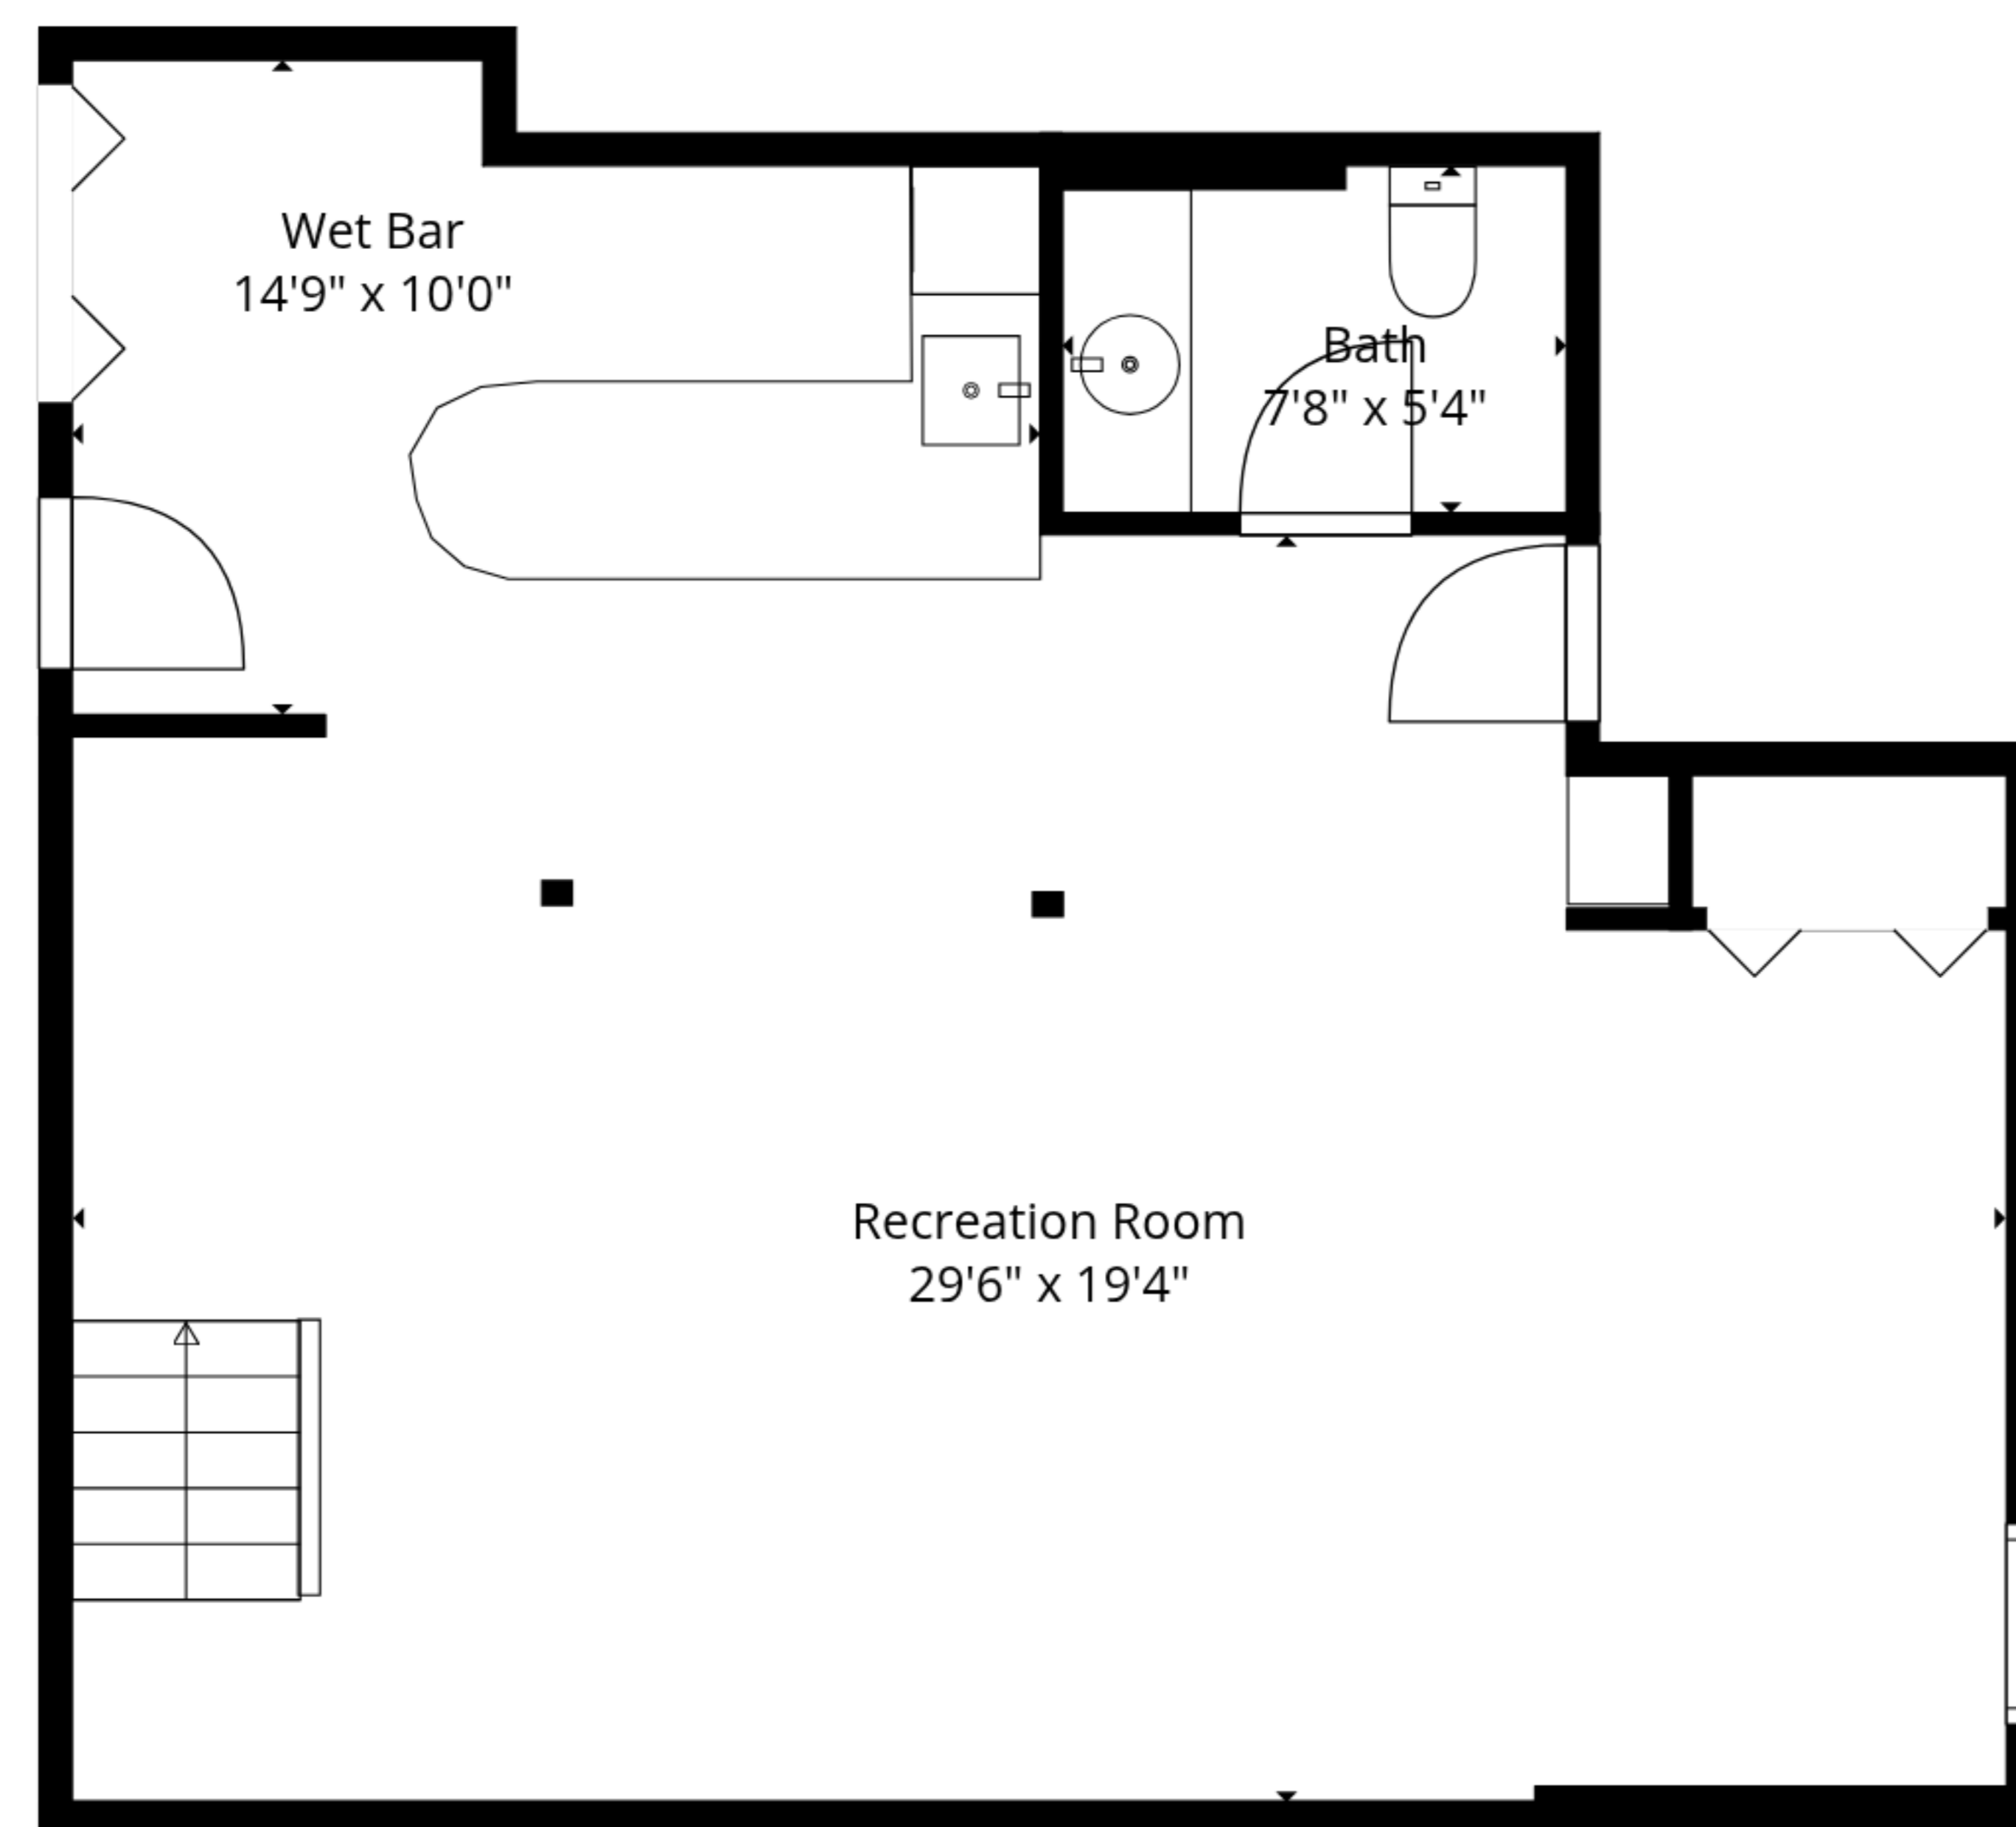 Wet Bar
14'9" x 10'0"
Bath
7'8" x 5'4"
Recreation Room
29'6" x 19'4"